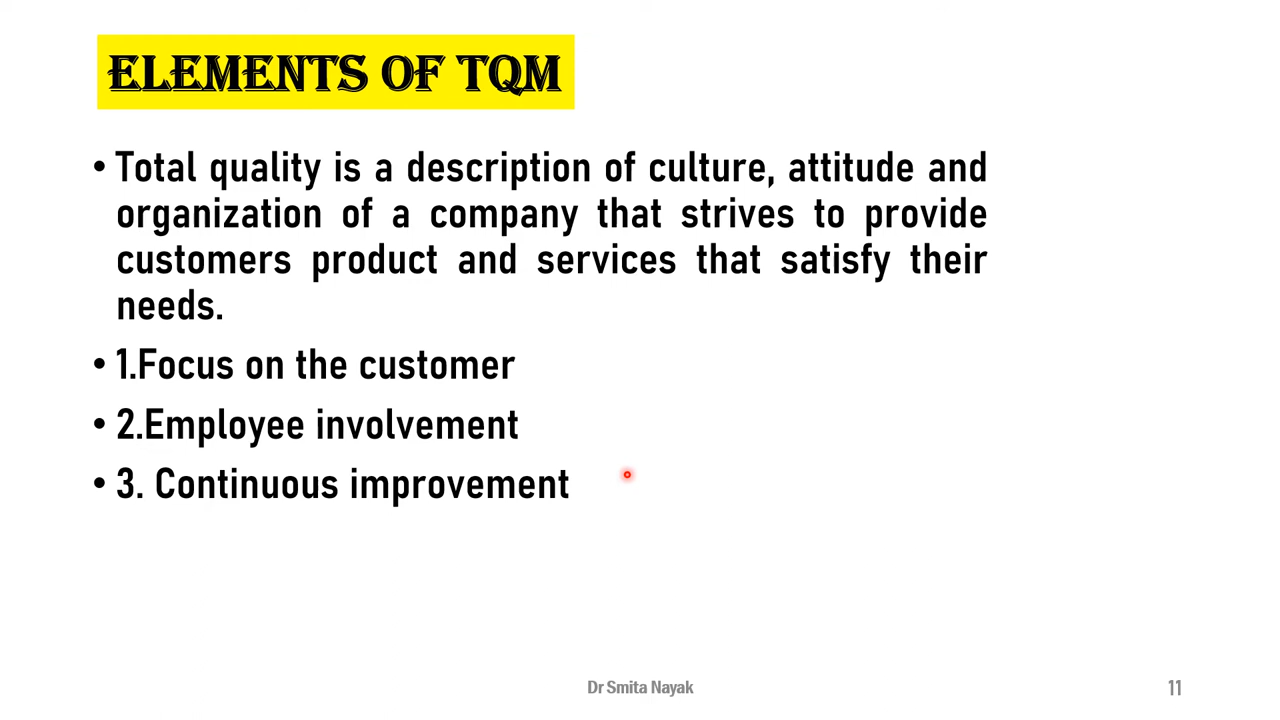 ELEMENTS OF TQM
• Total quality is a description of culture, attitude and
organization of a company that strives to provide
customers product and services that satisfy their
needs.
• 1.Focus on the customer
• 2.Employee involvement
• 3. Continuous improvement
Dr Smita Nayak
11